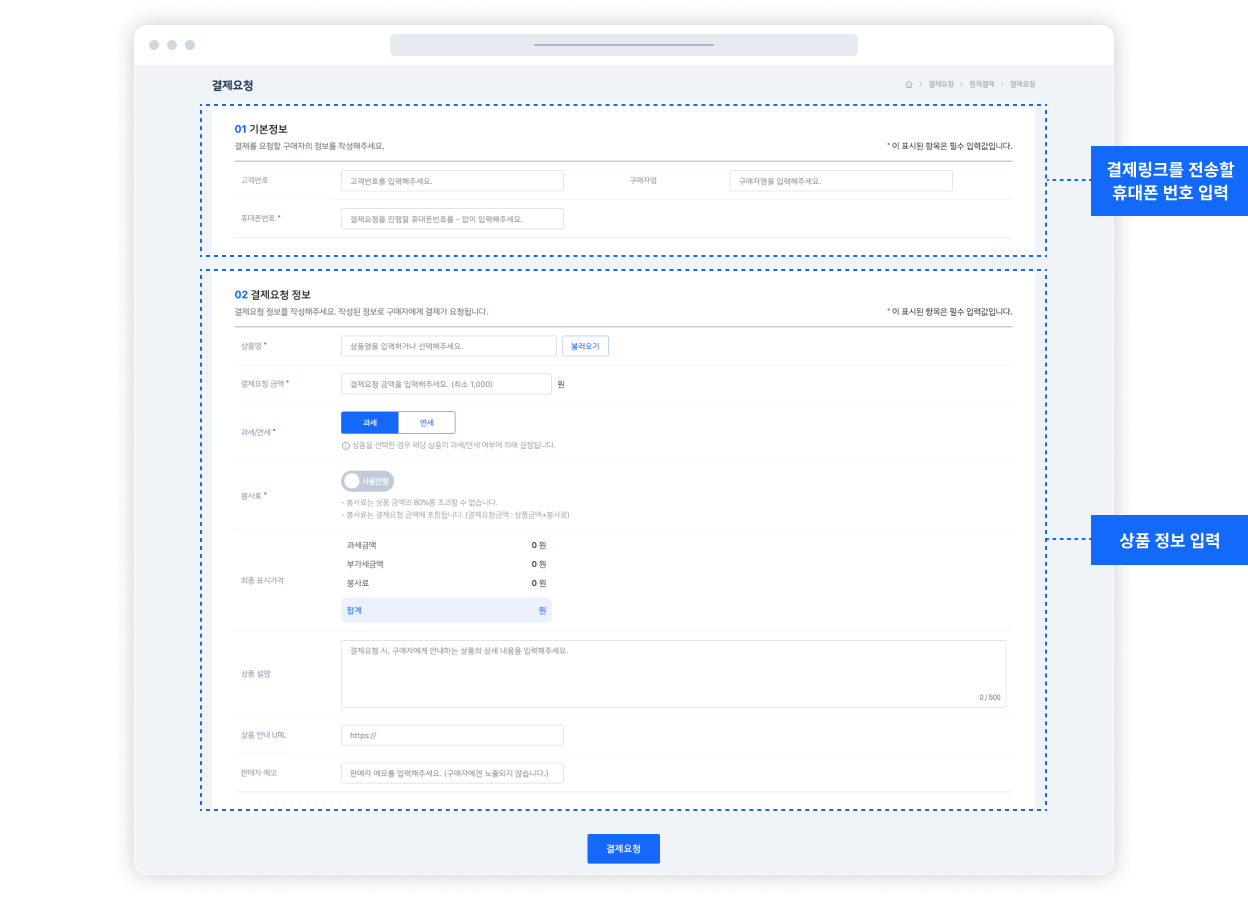 결제요청
결제요청 > 원격결제 > 결제요청
01 기본정보
결제를 요청할 구매자의 정보를 작성해주세요.
* 이 표시된 항목은 필수 입력값입니다.
고객번호
고객번호를 입력해주세요.
구매자명
구매자명을 입력해주세요.
휴대폰번호 *
결제요청을 진행할 휴대폰번호를 - 없이 입력해주세요.
결제링크를 전송할
휴대폰 번호 입력
02 결제요청 정보
결제요청 정보를 작성해주세요. 작성된 정보로 구매자에게 결제가 요청됩니다.
* 이 표시된 항목은 필수 입력값입니다.
상품명 *
상품명을 입력하거나 선택해주세요.
불러오기
결제요청 금액 *
결제요청 금액을 입력해주세요. (최소 1,000)
원
과세/면세 *
과세
면세
상품을 선택한 경우 해당 상품의 과세/면세 여부에 의해 결정됩니다.
봉사료 *
사용안함
- 봉사료는 상품 금액의 80%를 초과할 수 없습니다.
- 봉사료는 결제요청 금액에 포함됩니다. (결제요청금액 : 상품금액+봉사료)
상품 정보 입력
최종 표시가격
과세금액 0 원
부가세금액 0 원
봉사료 0 원
합계 원
상품 설명
결제요청 시, 구매자에게 안내하는 상품의 상세 내용을 입력해주세요.
0 / 500
상품 안내 URL
https://
판매자 메모
판매자 메모를 입력해주세요. (구매자에겐 노출되지 않습니다.)
결제요청